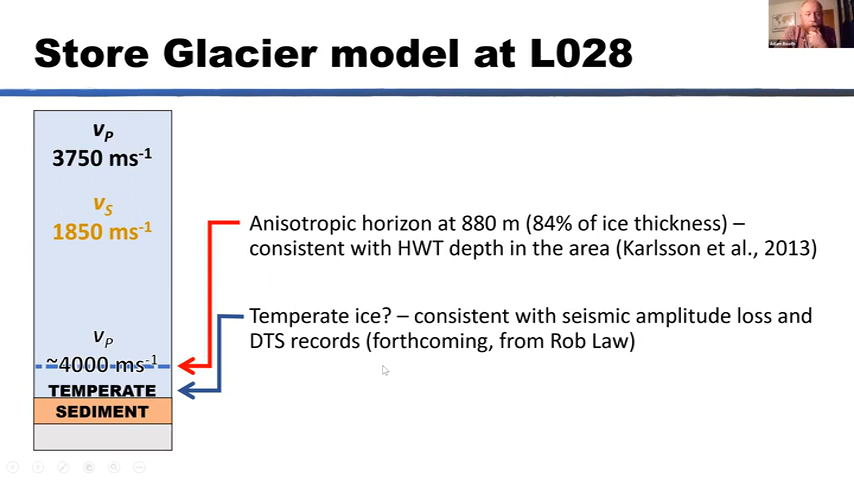 Store Glacier model at L028
Adam Booth
vP
3750 ms-1
vS
1850 ms-1
vP
~4000 ms-1
TEMPERATE
SEDIMENT
Anisotropic horizon at 880 m (84% of ice thickness) –
consistent with HWT depth in the area (Karlsson et al., 2013)
Temperate ice? – consistent with seismic amplitude loss and
DTS records (forthcoming, from Rob Law)